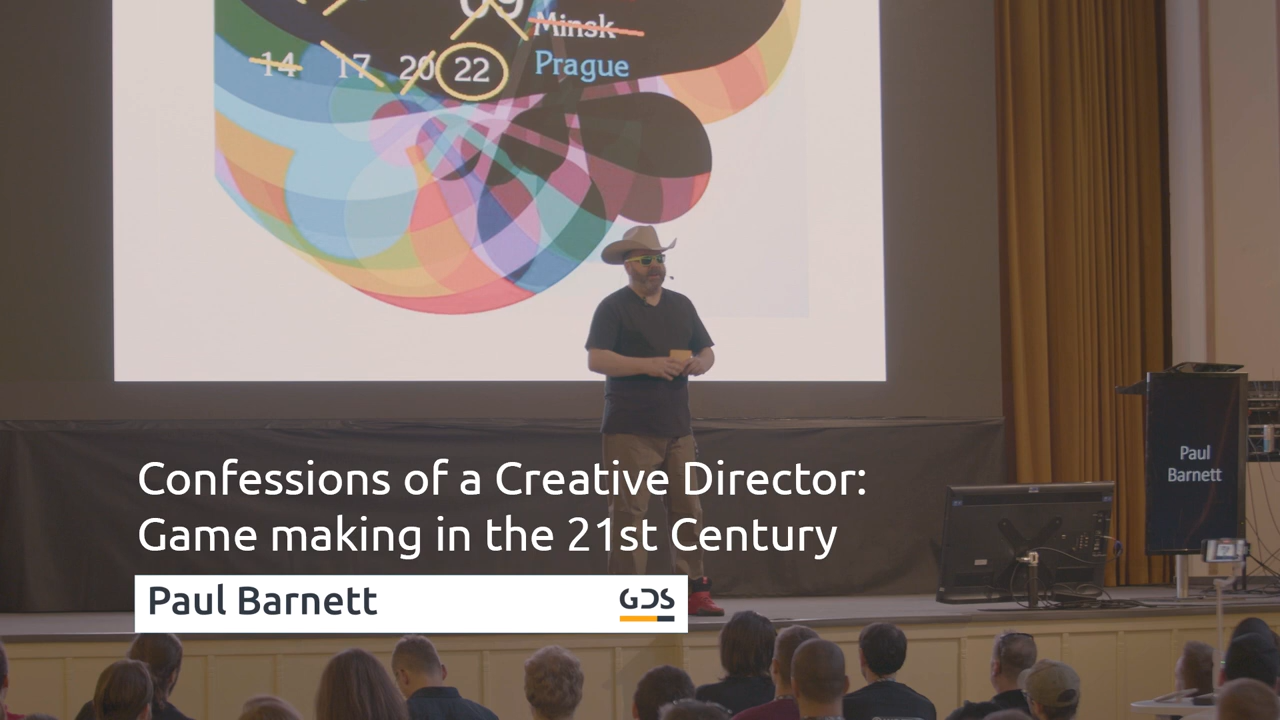 09
Minsk
14 17 20 22 Prague
Paul
Barnett
Confessions of a Creative Director:
Game making in the 21st Century
Paul Barnett GDS